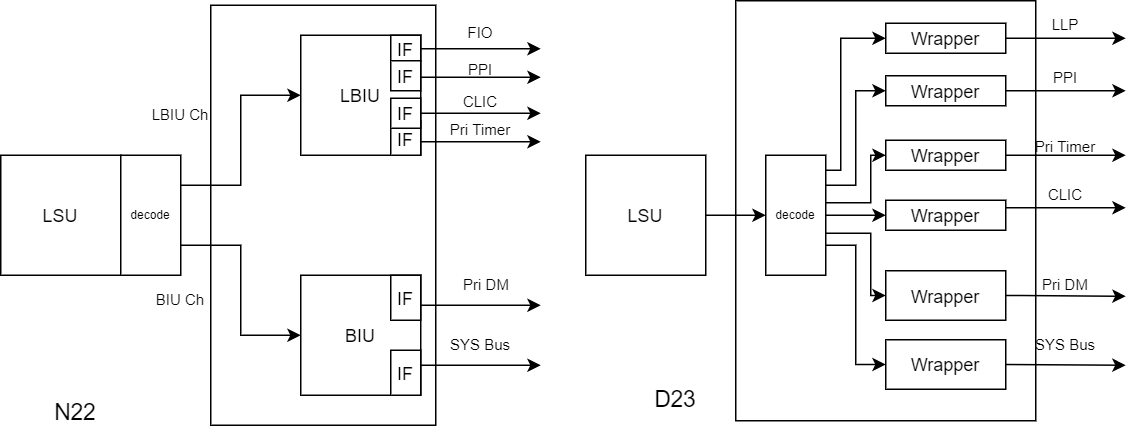 FIO
IF
PPI
IF
LBIU
CLIC
IF
LBIU Ch
Pri Timer
IF
LSU
decode
BIU Ch
Pri DM
IF
BIU
SYS Bus
IF
N22
LLP
Wrapper
PPI
Wrapper
Pri Timer
Wrapper
CLIC
Wrapper
LSU
decode
Pri DM
Wrapper
SYS Bus
Wrapper
D23